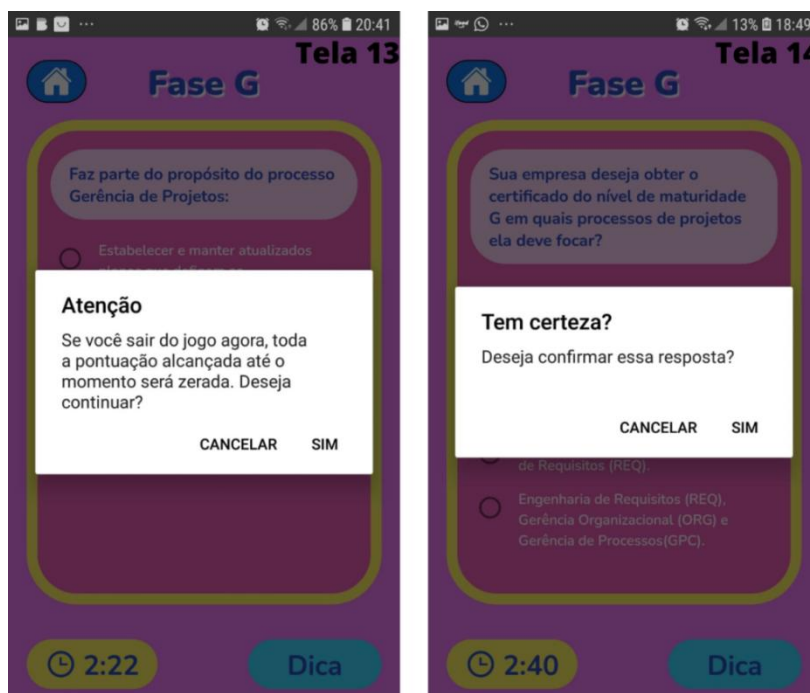 86% 20:41
Tela 13
Fase G
Faz parte do propósito do processo
Gerência de Projetos:
Estabelecer e manter atualizados
Atenção
Se você sair do jogo agora, toda
a pontuação alcançada até o
momento será zerada. Deseja
continuar?
CANCELAR SIM
2:22 Dica
13% 18:49
Tela 14
Fase G
Sua empresa deseja obter o
certificado do nível de maturidade
G em quais processos de projetos
ela deve focar?
Tem certeza?
Deseja confirmar essa resposta?
CANCELAR SIM
de Requisitos (REQ).
Engenharia de Requisitos (REQ),
Gerência Organizacional (ORG) e
Gerência de Processos(GPC).
2:40 Dica